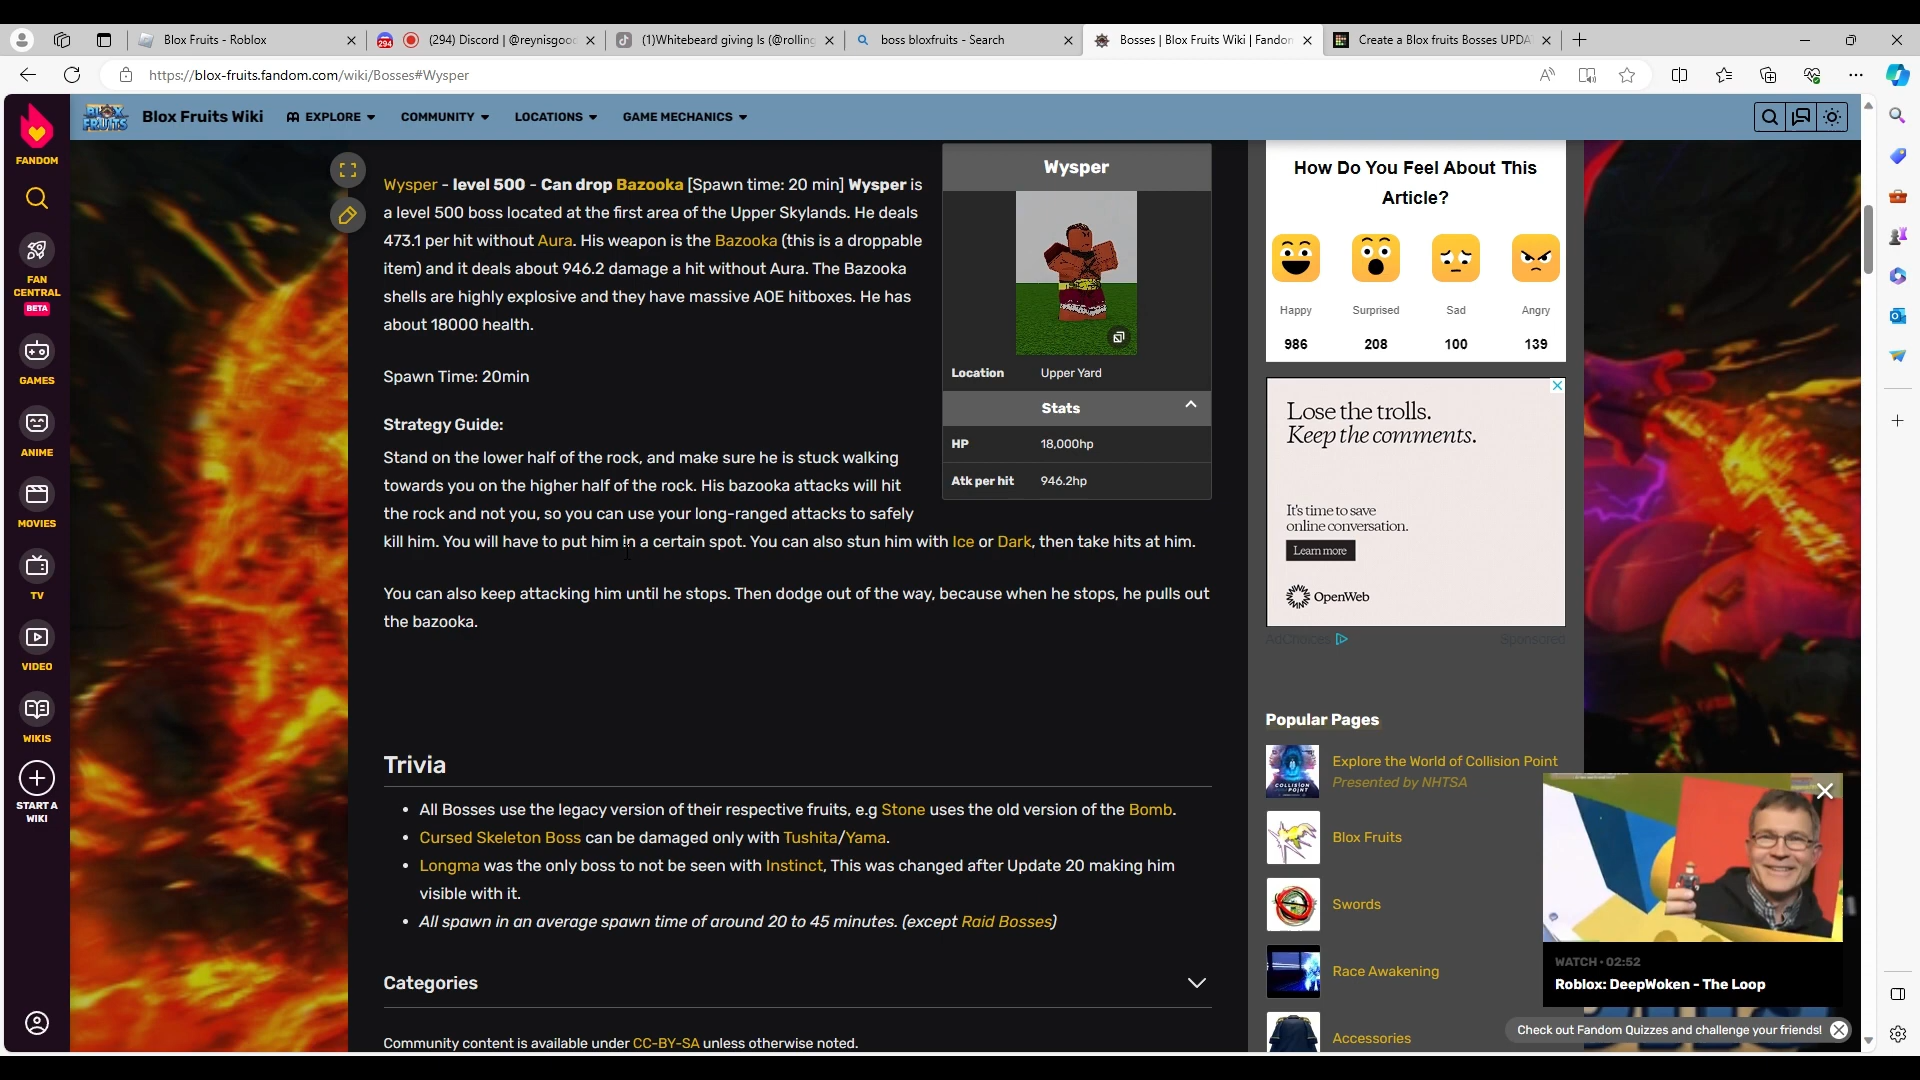 Blox Fruits - Roblox
294
(294) Discord | @reynisgood
(1)Whitebeard giving ls (@rolling
boss bloxfruits - Search
Bosses | Blox Fruits Wiki | Fandom
Create a Blox fruits Bosses UPDA
https://blox-fruits.fandom.com/wiki/Bosses#Wysper
FANDOM
FAN CENTRAL
BETA
GAMES
ANIME
MOVIES
TV
VIDEO
WIKIS
START A WIKI
BLOX FRUITS
Blox Fruits Wiki
EXPLORE
COMMUNITY
LOCATIONS
GAME MECHANICS
Wysper - level 500 - Can drop Bazooka [Spawn time: 20 min] Wysper is
a level 500 boss located at the first area of the Upper Skylands. He deals
473.1 per hit without Aura. His weapon is the Bazooka (this is a droppable
item) and it deals about 946.2 damage a hit without Aura. The Bazooka
shells are highly explosive and they have massive AOE hitboxes. He has
about 18000 health.
Spawn Time: 20min
Strategy Guide:
Stand on the lower half of the rock, and make sure he is stuck walking
towards you on the higher half of the rock. His bazooka attacks will hit
the rock and not you, so you can use your long-ranged attacks to safely
kill him. You will have to put him in a certain spot. You can also stun him with Ice or Dark, then take hits at him.
You can also keep attacking him until he stops. Then dodge out of the way, because when he stops, he pulls out
the bazooka.
Wysper
Location Upper Yard
Stats
HP 18,000hp
Atk per hit 946.2hp
Trivia
• All Bosses use the legacy version of their respective fruits, e.g Stone uses the old version of the Bomb.
• Cursed Skeleton Boss can be damaged only with Tushita/Yama.
• Longma was the only boss to not be seen with Instinct, This was changed after Update 20 making him
visible with it.
• All spawn in an average spawn time of around 20 to 45 minutes. (except Raid Bosses)
Categories
Community content is available under CC-BY-SA unless otherwise noted.
How Do You Feel About This
Article?
Happy Surprised Sad Angry
986 208 100 139
Lose the trolls.
Keep the comments.
It's time to save
online conversation.
Learn more
OpenWeb
AdChoices Sponsored
Popular Pages
Explore the World of Collision Point
Presented by NHTSA
Blox Fruits
Swords
Race Awakening
Accessories
WATCH • 02:52
Roblox: DeepWoken - The Loop
Check out Fandom Quizzes and challenge your friends!